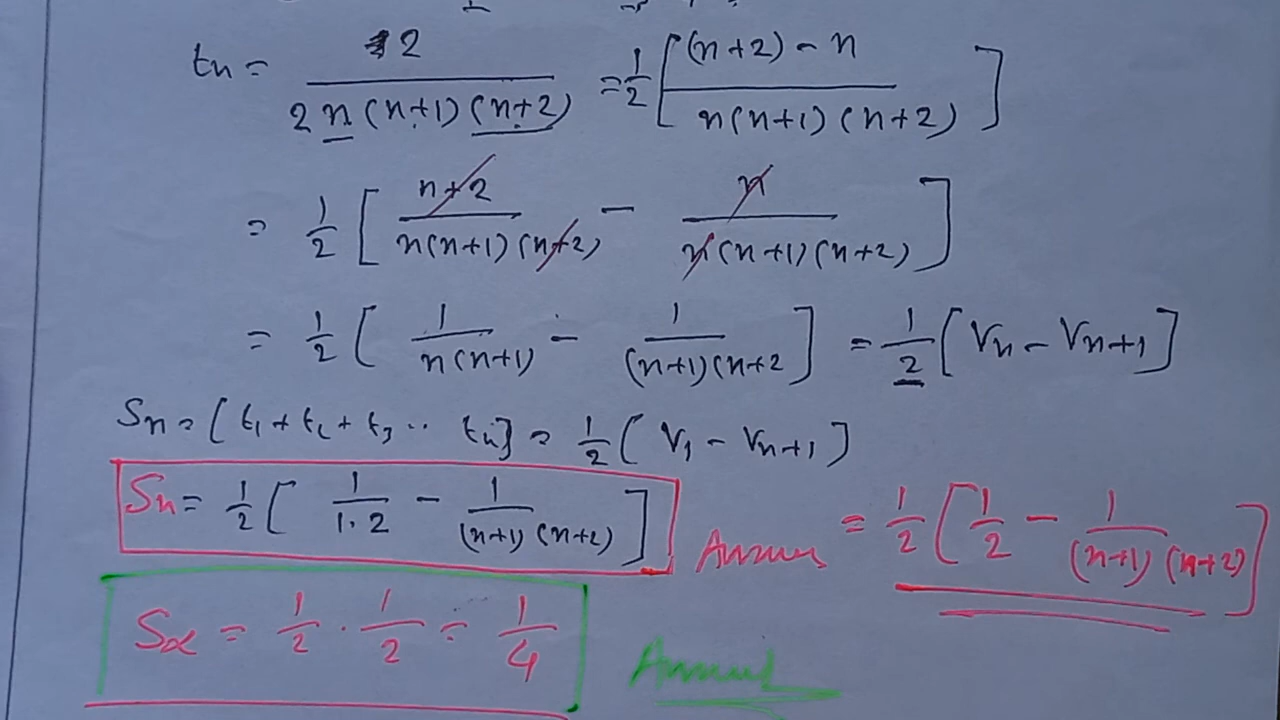 tn = 2 / 2n(n+1)(n+2) = 1/2 [ (n+2) - n / n(n+1)(n+2) ]
= 1/2 [ n+2 / n(n+1)(n+2) - n / n(n+1)(n+2) ]
= 1/2 [ 1 / n(n+1) - 1 / (n+1)(n+2 ] = 1/2 [ Vn - Vn+1 ]
Sn = [ t1 + t2 + t3 .. tn ] = 1/2 ( V1 - Vn+1 ]
Sn = 1/2 [ 1 / 1.2 - 1 / (n+1)(n+2) ] Answer = 1/2 [ 1/2 - 1 / (n+1)(n+2) ]
S∝ = 1/2 . 1/2 = 1/4 Answer